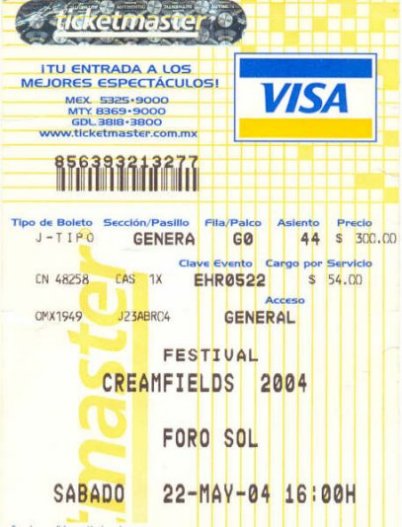 ticketmaster
¡TU ENTRADA A LOS
MEJORES ESPECTÁCULOS!
MEX. 5325•9000
MTY. 8369•9000
GDL. 3818•3800
www.ticketmaster.com.mx
VISA
856393213277
Tipo de Boleto Sección/Pasillo Fila/Palco Asiento Precio
J-TIPO GENERA G0 44 $ 300.00
Clave Evento Cargo por Servicio
CN 48258 CAS 1X EHR0522 $ 54.00
Acceso
OMX1949 J23ABR04 GENERAL
master
FESTIVAL
CREAMFIELDS 2004
FORO SOL
SABADO 22-MAY-04 16:00H